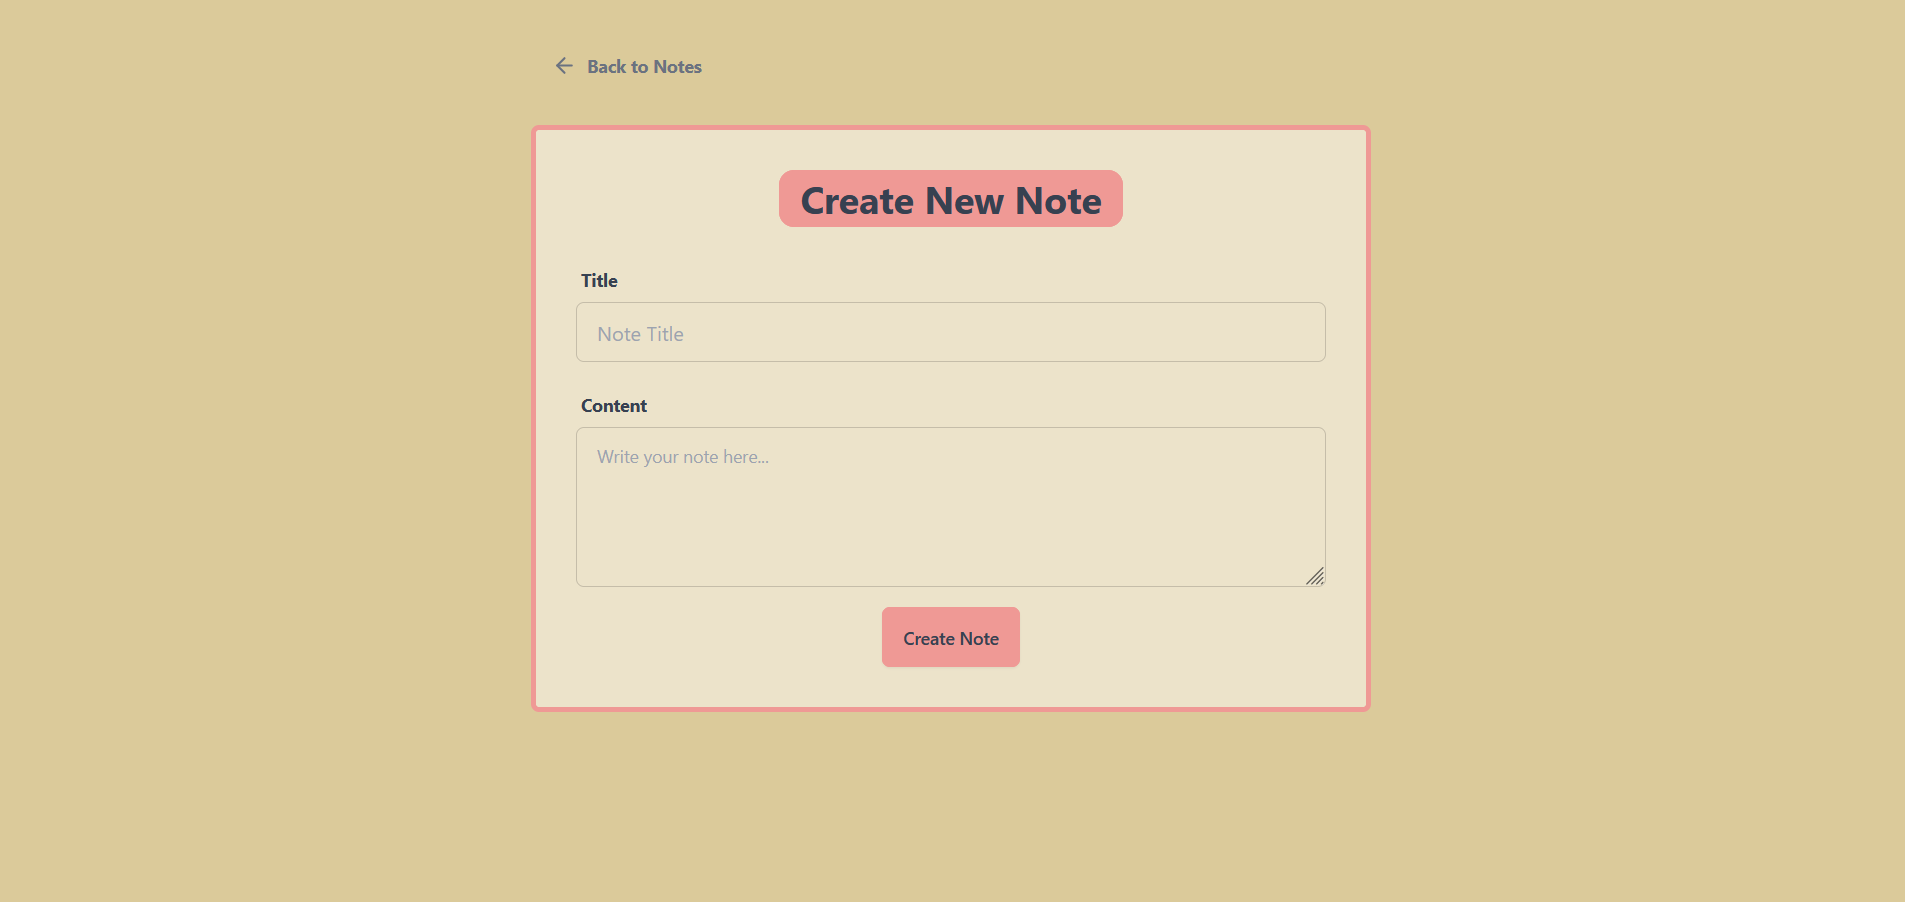 Back to Notes
Create New Note
Title
Note Title
Content
Write your note here...
Create Note